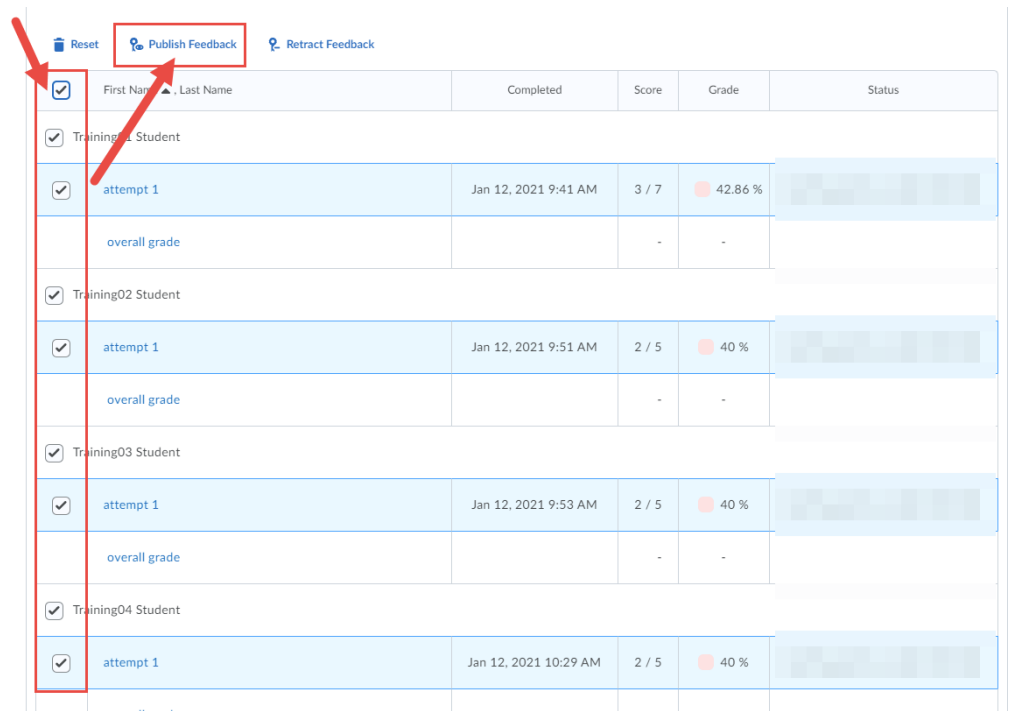 Reset Publish Feedback Retract Feedback
First Nam ▲ , Last Name Completed Score Grade Status
Training01 Student
attempt 1 Jan 12, 2021 9:41 AM 3 / 7 42.86 %
overall grade - -
Training02 Student
attempt 1 Jan 12, 2021 9:51 AM 2 / 5 40 %
overall grade - -
Training03 Student
attempt 1 Jan 12, 2021 9:53 AM 2 / 5 40 %
overall grade - -
Training04 Student
attempt 1 Jan 12, 2021 10:29 AM 2 / 5 40 %